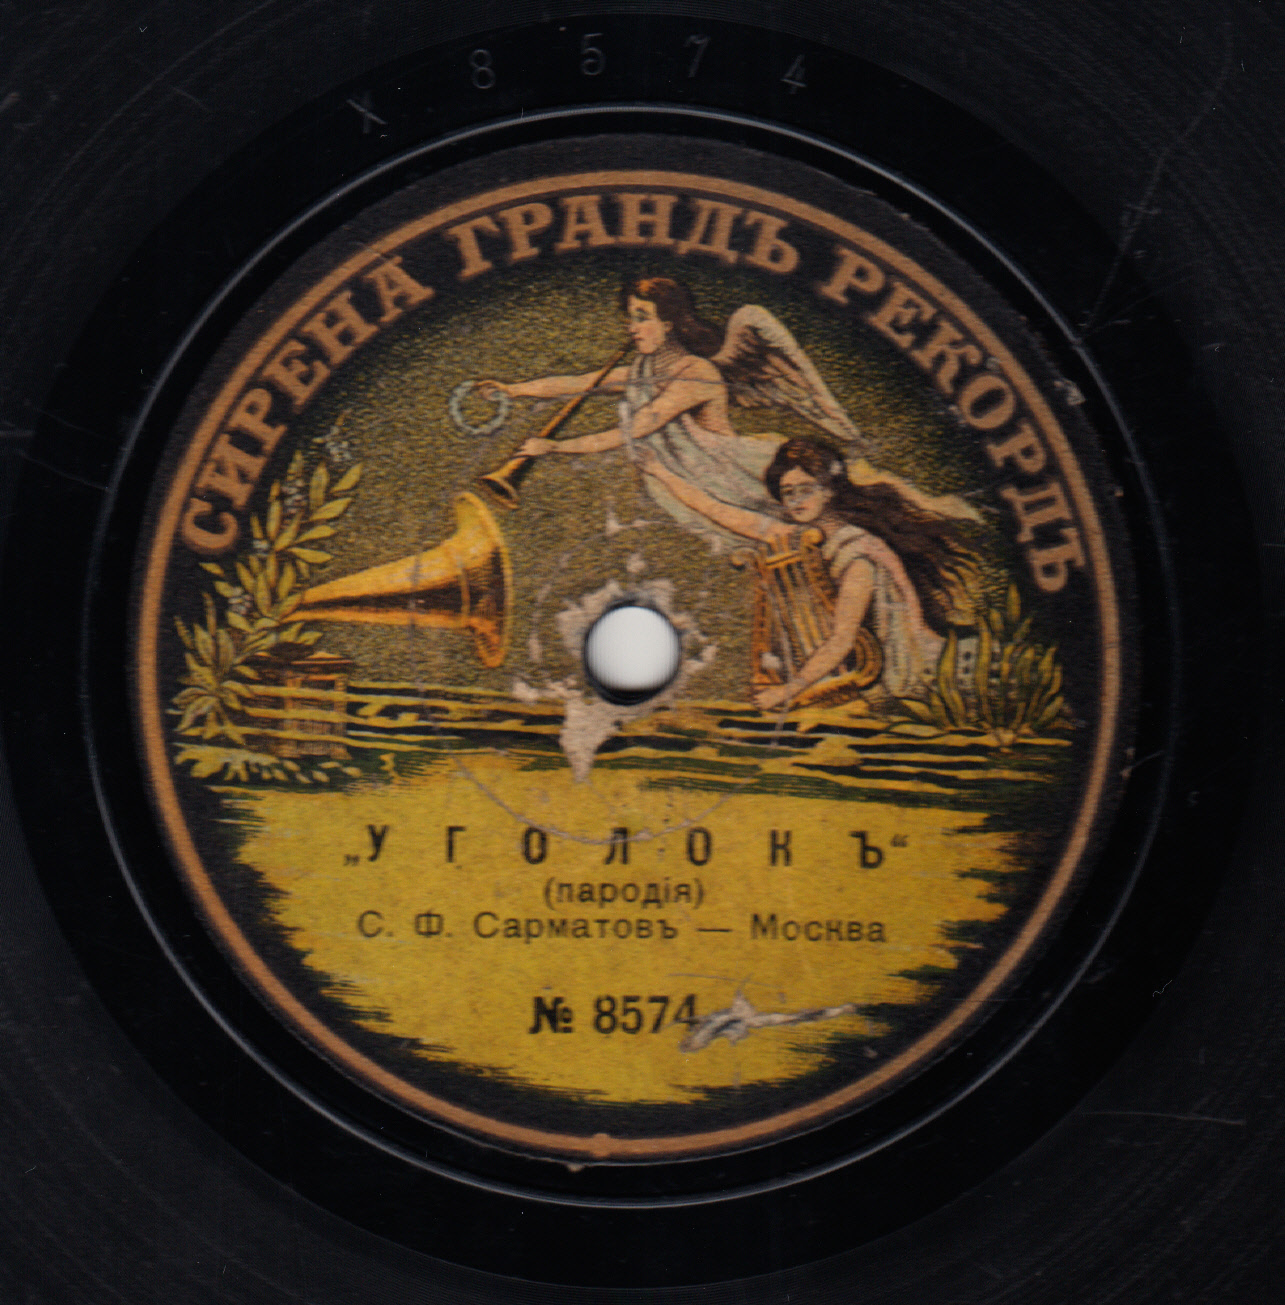 X 8574
СИРЕНА ГРАНДЪ РЕКОРДЪ
„УГОЛОКЪ“
(пародія)
С. Ф. Сарматовъ — Москва
№ 8574